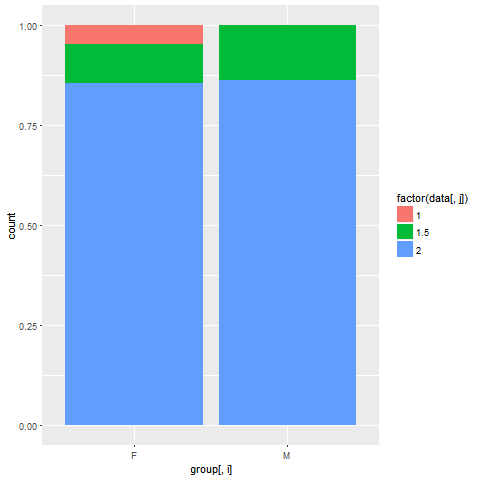 1.00
0.75
0.50
0.25
0.00
count
F M
group[, i]
factor(data[, j])
1
1.5
2